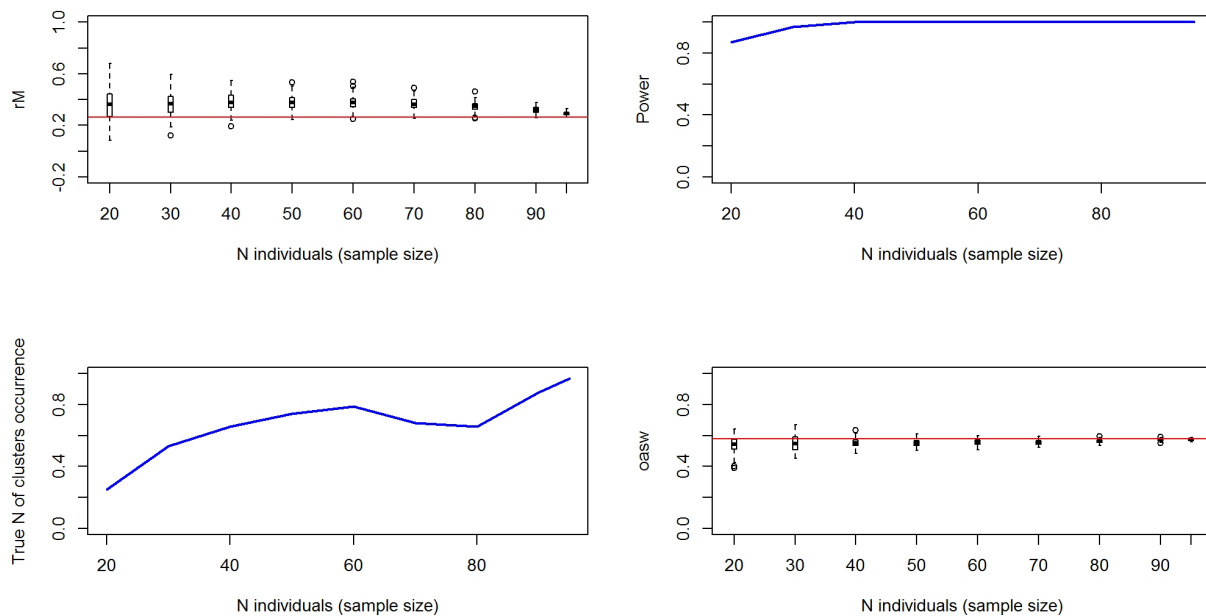 rM
1.0
0.6
0.2
-0.2
20 30 40 50 60 70 80 90
N individuals (sample size)
Power
0.8
0.4
0.0
20 40 60 80
N individuals (sample size)
True N of clusters occurrence
0.8
0.4
0.0
20 40 60 80
N individuals (sample size)
oasw
0.8
0.4
0.0
20 30 40 50 60 70 80 90
N individuals (sample size)